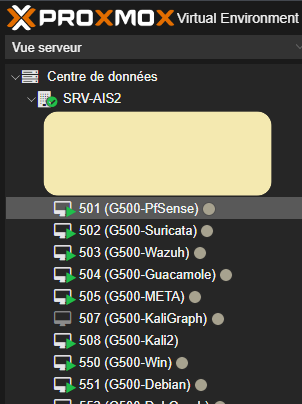 PROXMOX Virtual Environment
Vue serveur
Centre de données
SRV-AIS2
501 (G500-PfSense)
502 (G500-Suricata)
503 (G500-Wazuh)
504 (G500-Guacamole)
505 (G500-META)
507 (G500-KaliGraph)
508 (G500-Kali2)
550 (G500-Win)
551 (G500-Debian)